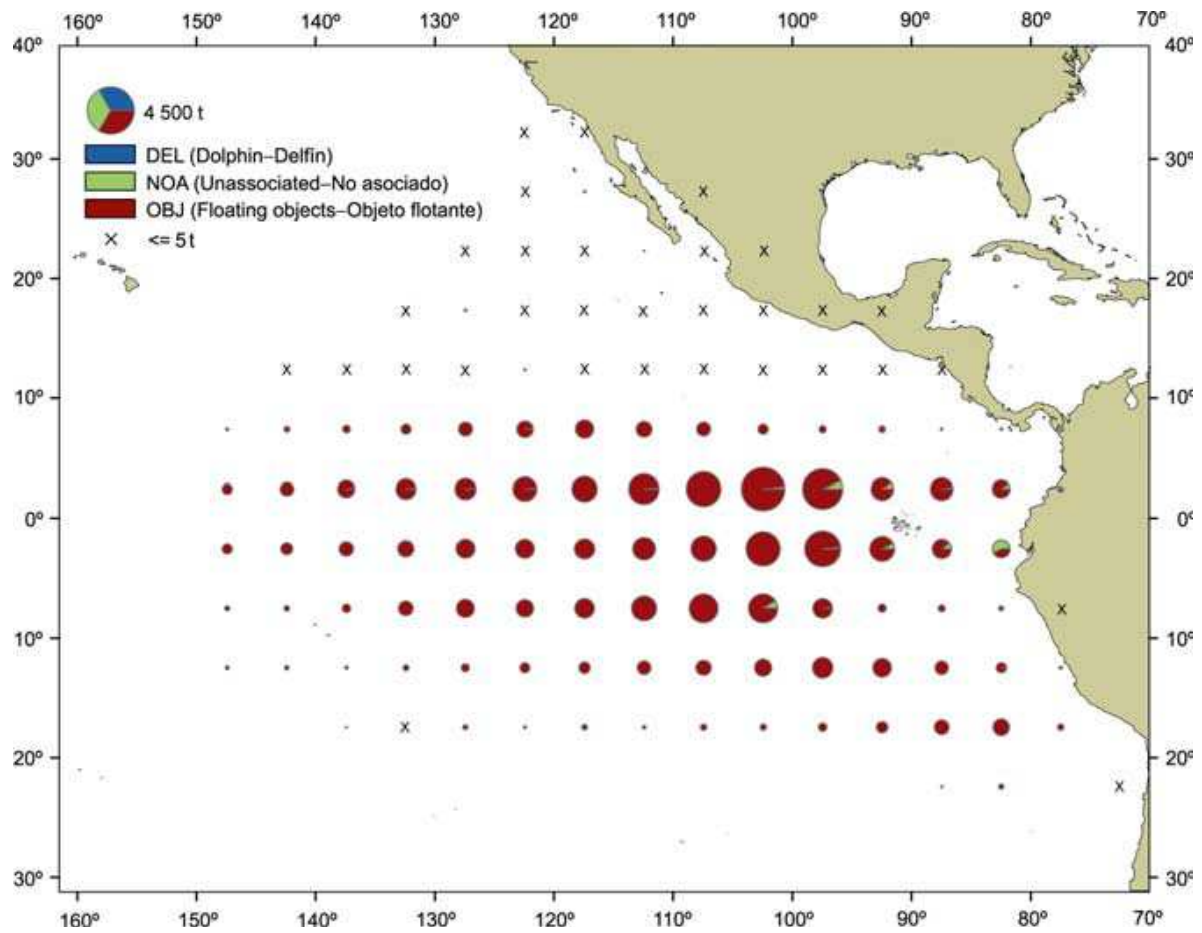 160º 150º 140º 130º 120º 110º 100º 90º 80º 70º
40º 40º
4 500 t
DEL (Dolphin–Delfín)
30º 30º
NOA (Unassociated–No asociado)
OBJ (Floating objects–Objeto flotante)
X <= 5 t
20º 20º
10º 10º
0º 0º
10º 10º
20º 20º
30º 30º
160º 150º 140º 130º 120º 110º 100º 90º 80º 70º